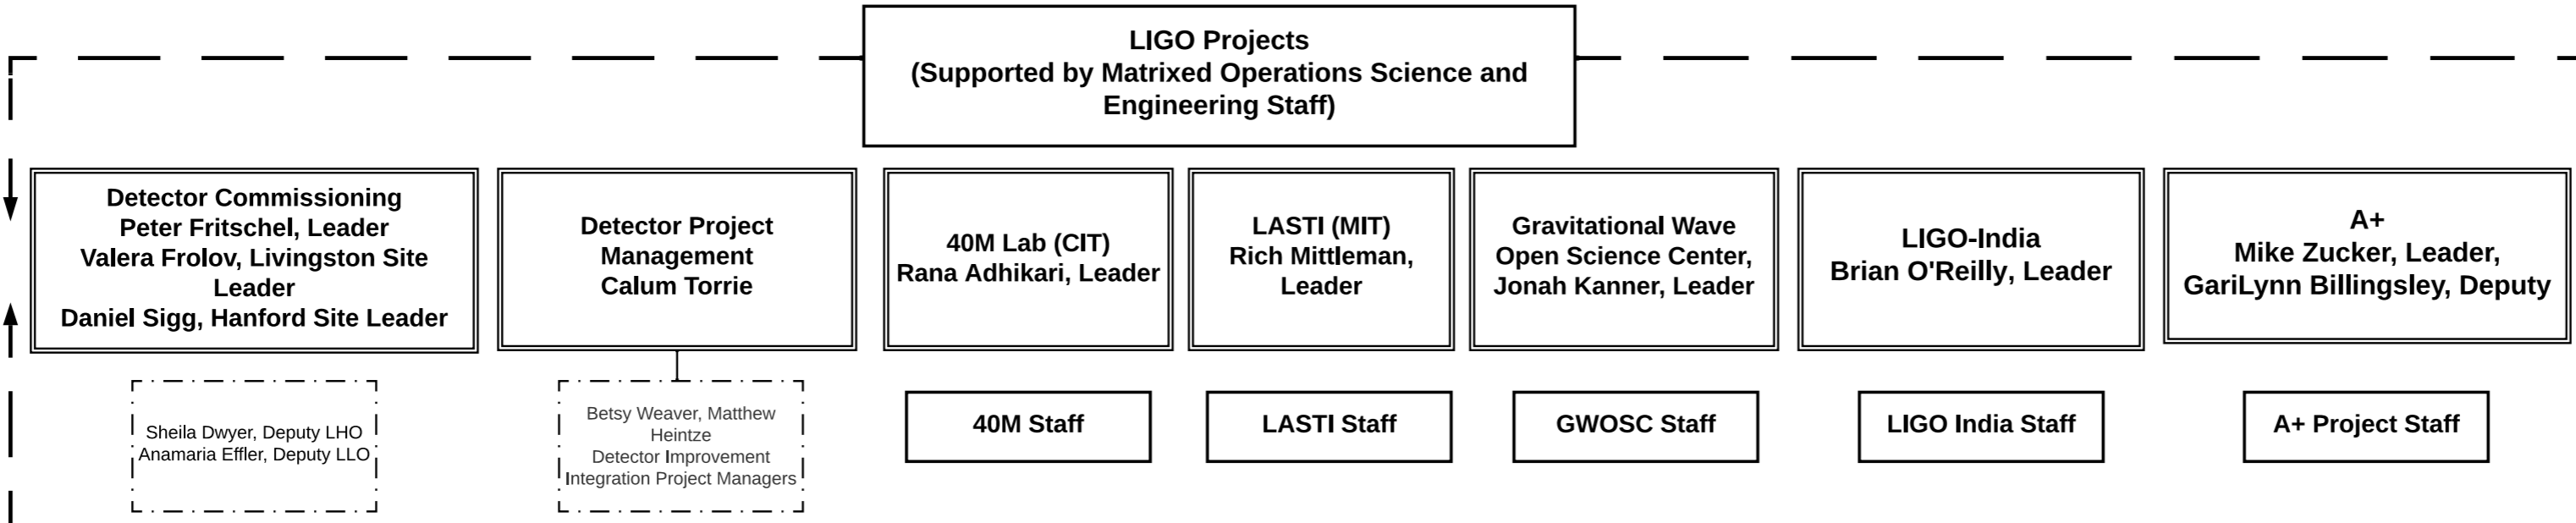 LIGO Projects
(Supported by Matrixed Operations Science and
Engineering Staff)
Detector Commissioning
Peter Fritschel, Leader
Valera Frolov, Livingston Site
Leader
Daniel Sigg, Hanford Site Leader
Detector Project
Management
Calum Torrie
40M Lab (CIT)
Rana Adhikari, Leader
LASTI (MIT)
Rich Mittleman,
Leader
Gravitational Wave
Open Science Center,
Jonah Kanner, Leader
LIGO-India
Brian O'Reilly, Leader
A+
Mike Zucker, Leader,
GariLynn Billingsley, Deputy
Sheila Dwyer, Deputy LHO
Anamaria Effler, Deputy LLO
Betsy Weaver, Matthew
Heintze
Detector Improvement
Integration Project Managers
40M Staff
LASTI Staff
GWOSC Staff
LIGO India Staff
A+ Project Staff